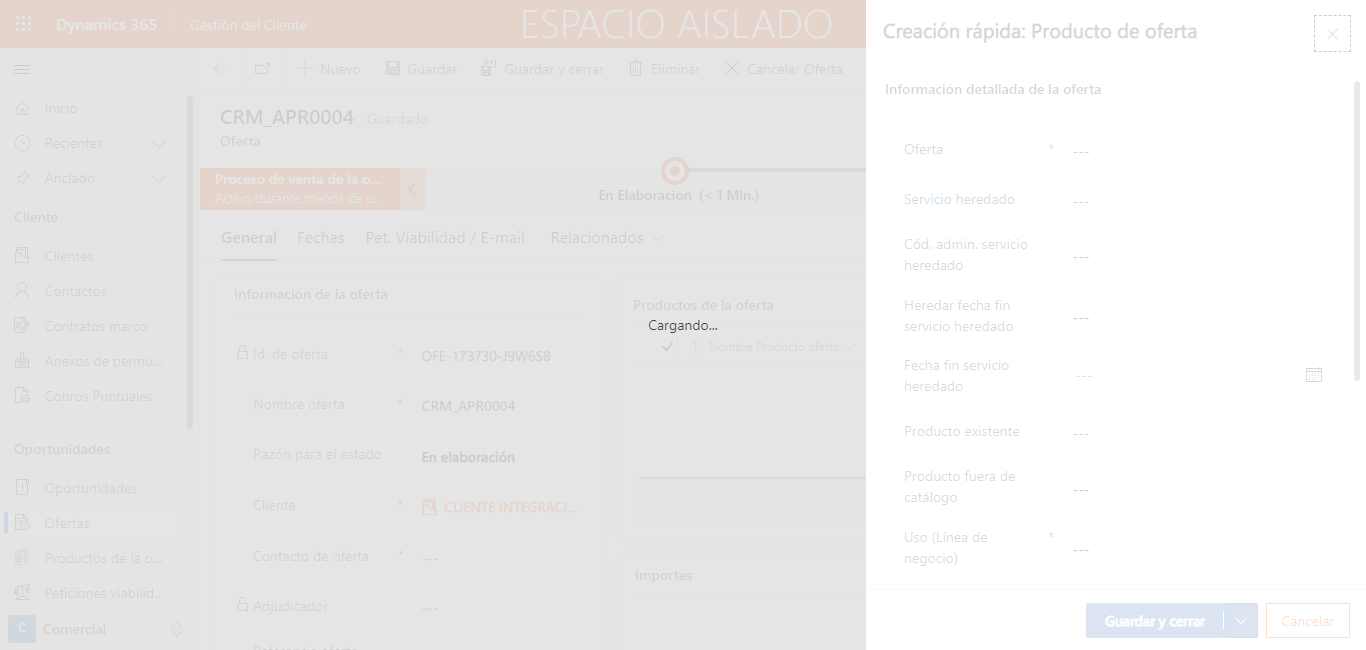 Dynamics 365
Gestión del Cliente
ESPACIO AISLADO
Nuevo
Guardar
Guardar y cerrar
Eliminar
Cancelar Oferta
Inicio
Recientes
Anclado
Cliente
Clientes
Contactos
Contratos marco
Anexos de permu...
Cobros Puntuales
Oportunidades
Oportunidades
Ofertas
Productos de la o...
Peticiones viabilid...
C
Comercial
CRM_APR0004 : Guardado
Oferta
Proceso de venta de la o...
Activo durante menos de u...
En Elaboración (< 1 Min.)
General
Fechas
Pet. Viabilidad / E-mail
Relacionados
Información de la oferta
Id. de oferta * OFE-173730-J9W6S8
Nombre oferta * CRM_APR0004
Razón para el estado En elaboración
Cliente * CLIENTE INTEGRACI...
Contacto de oferta + ---
Adjudicador ---
Referencia oferta
Productos de la oferta
Cargando...
Nombre Producto oferta
Importes
Creación rápida: Producto de oferta
Información detallada de la oferta
Oferta * ---
Servicio heredado ---
Cód. admin. servicio
heredado ---
Heredar fecha fin
servicio heredado ---
Fecha fin servicio
heredado ---
Producto existente ---
Producto fuera de
catálogo ---
Uso (Línea de * 
negocio) ---
Guardar y cerrar
Cancelar